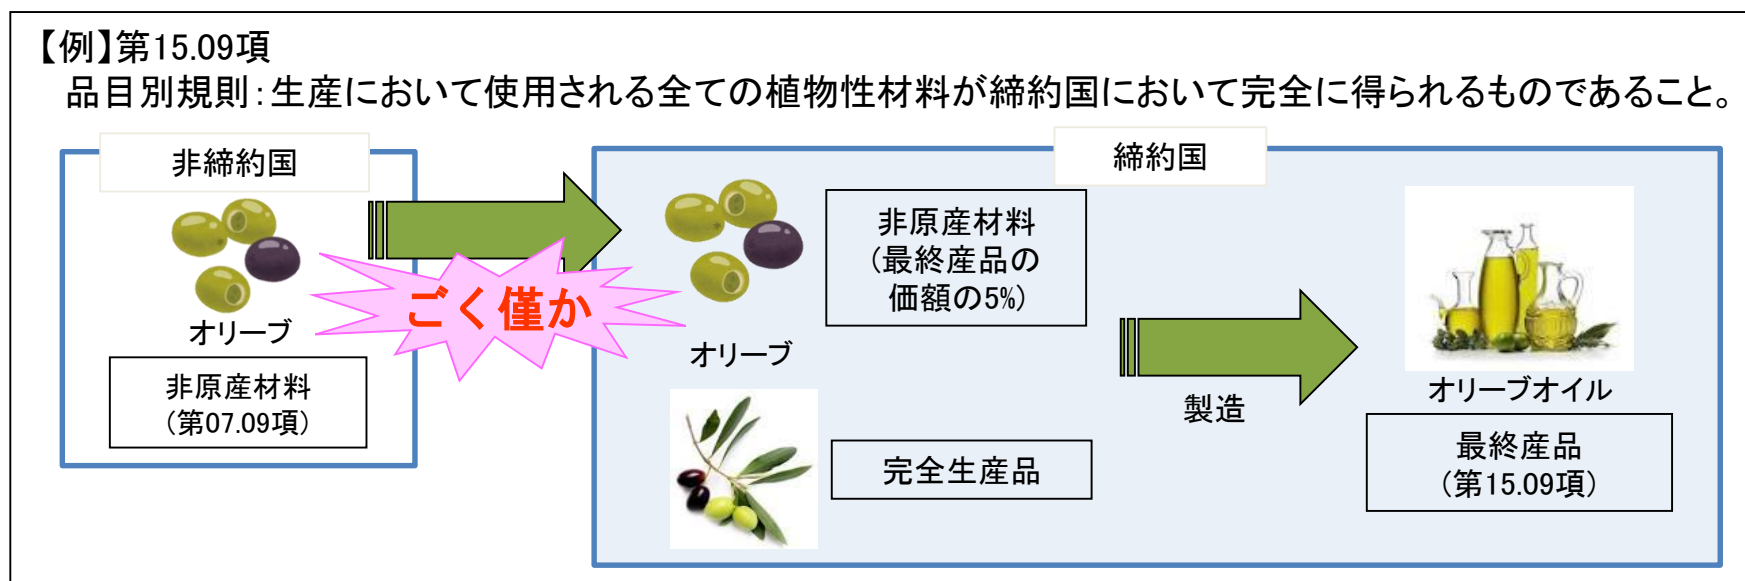 【例】第15.09項
品目別規則：生産において使用される全ての植物性材料が締約国において完全に得られるものであること。
非締約国
オリーブ
非原産材料
(第07.09項)
ごく僅か
締約国
オリーブ
非原産材料
(最終産品の
価額の5%)
完全生産品
製造
オリーブオイル
最終産品
(第15.09項)